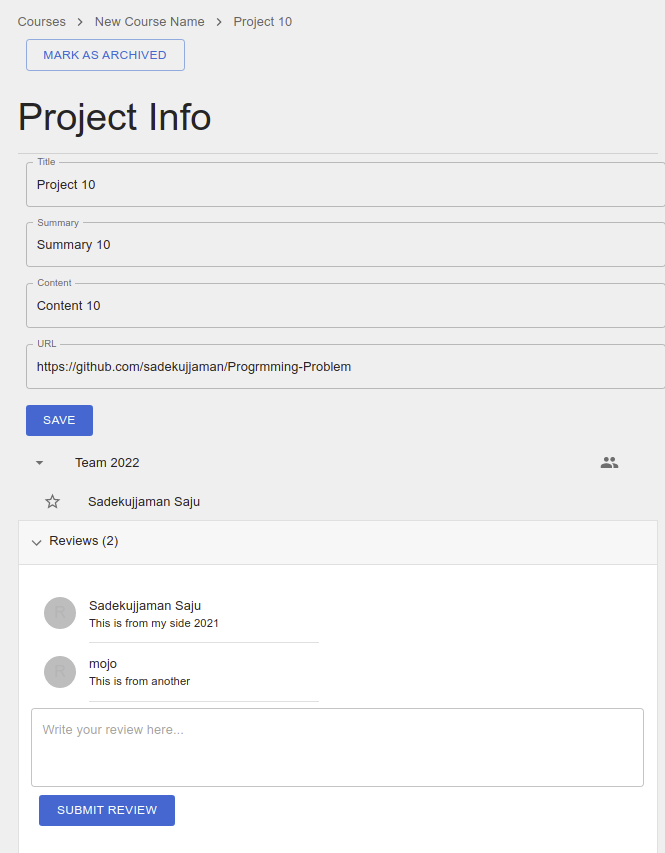 Courses > New Course Name > Project 10
MARK AS ARCHIVED
Project Info
Title
Project 10
Summary
Summary 10
Content
Content 10
URL
https://github.com/sadekujjaman/Progrmming-Problem
SAVE
Team 2022
Sadekujjaman Saju
Reviews (2)
R
Sadekujjaman Saju
This is from my side 2021
R
mojo
This is from another
Write your review here...
SUBMIT REVIEW